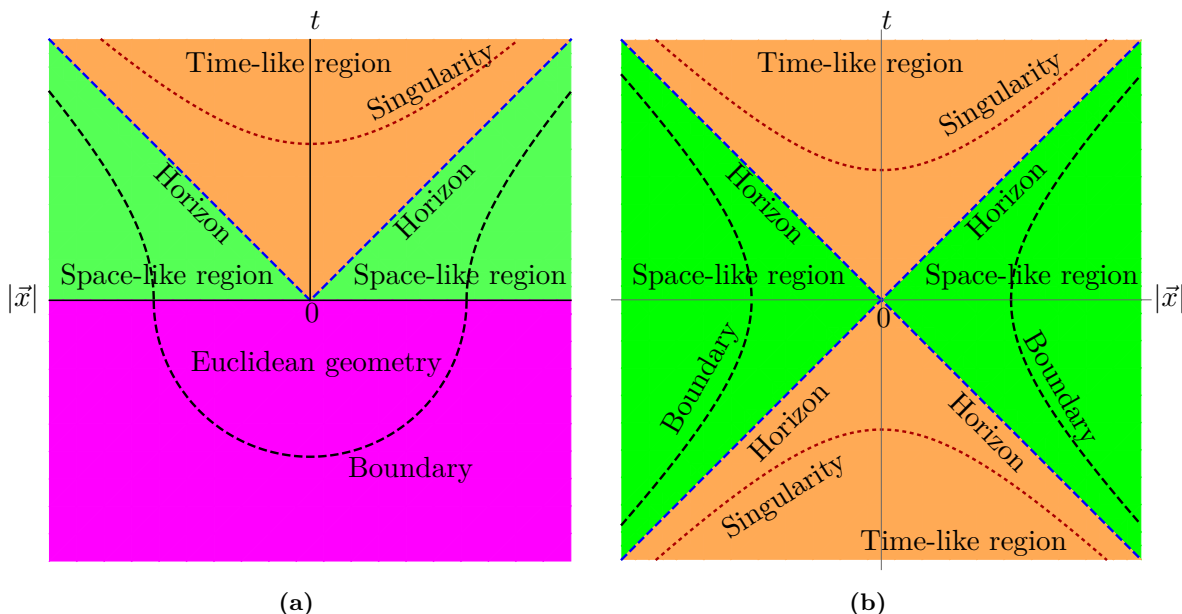 t
Time-like region
Singularity
Horizon
Horizon
Space-like region
Space-like region
|x⃗|
0
Euclidean geometry
Boundary
(a)
t
Time-like region
Singularity
Horizon
Horizon
Space-like region
Space-like region
|x⃗|
0
Boundary
Boundary
Horizon
Horizon
Singularity
Time-like region
(b)